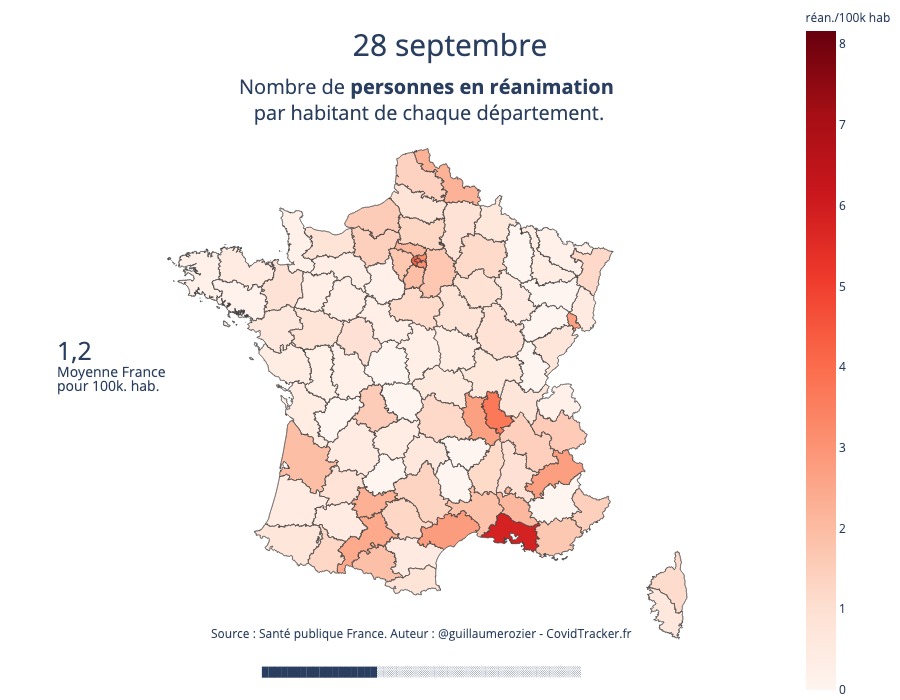 réan./100k hab
28 septembre
Nombre de personnes en réanimation
par habitant de chaque département.
8
7
6
5
4
3
2
1
0
1,2
Moyenne France
pour 100k. hab.
Source : Santé publique France. Auteur : @guillaumerozier - CovidTracker.fr